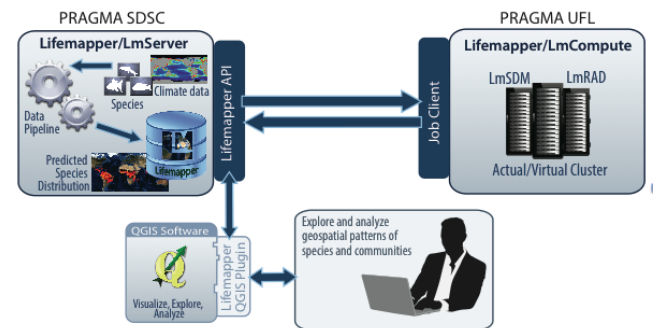 PRAGMA SDSC
PRAGMA UFL
Lifemapper/LmServer
Climate data
Species
Data
Pipeline
Predicted
Species
Distribution
LM
Lifemapper
Lifemapper API
Job Client
Lifemapper/LmCompute
LmSDM
LmRAD
Actual/Virtual Cluster
QGIS Software
Visualize, Explore,
Analyze
Lifemapper
QGIS Plugin
Explore and analyze
geospatial patterns of
species and communities